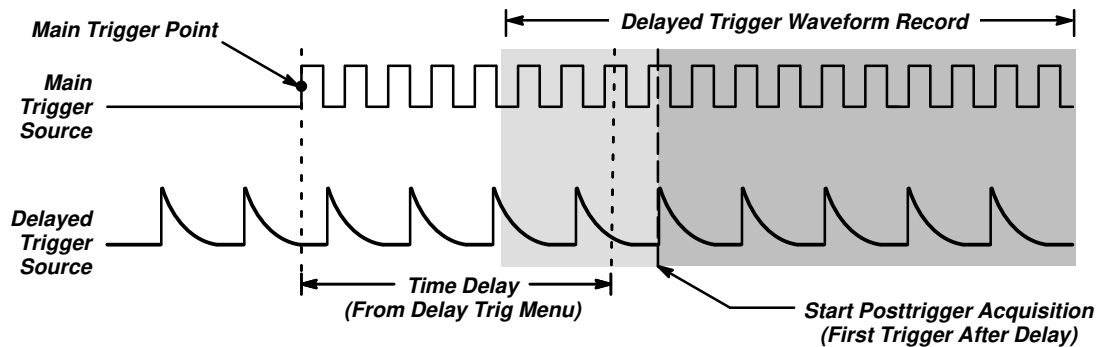 Delayed Trigger Waveform Record
Main Trigger Point
Main
Trigger
Source
Delayed
Trigger
Source
Time Delay
(From Delay Trig Menu)
Start Posttrigger Acquisition
(First Trigger After Delay)